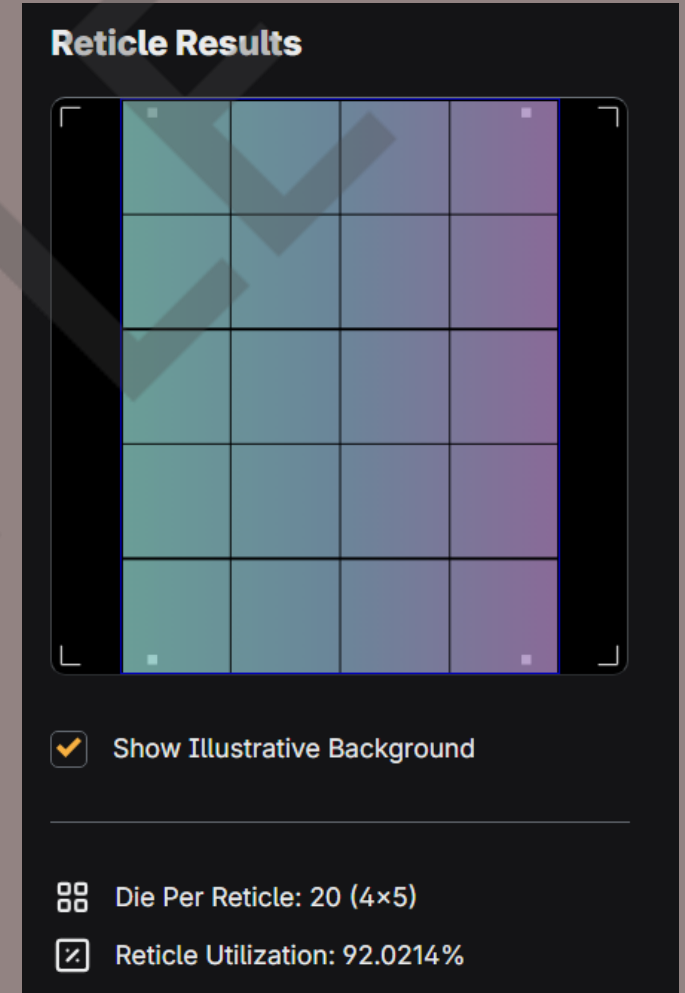 Reticle Results
Show Illustrative Background
Die Per Reticle: 20 (4×5)
Reticle Utilization: 92.0214%